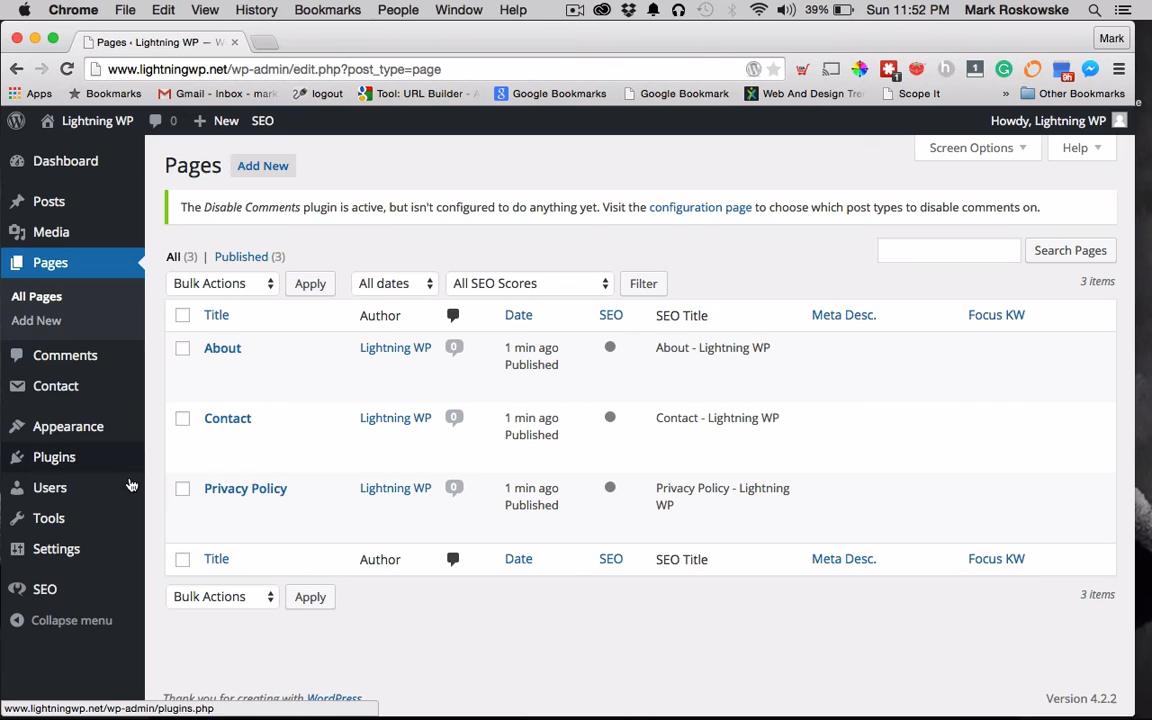 Chrome File Edit View History Bookmarks People Window Help 39% Sun 11:52 PM Mark Roskowske
Pages ‹ Lightning WP — W Mark
www.lightningwp.net/wp-admin/edit.php?post_type=page
Apps Bookmarks Gmail - Inbox - mark logout Tool: URL Builder - Google Bookmarks Google Bookmark Web And Design Tre Scope It » Other Bookmarks
Lightning WP 0 + New SEO Howdy, Lightning WP
Dashboard
Posts
Media
Pages
All Pages
Add New
Comments
Contact
Appearance
Plugins
Users
Tools
Settings
SEO
Collapse menu
Screen Options Help
Pages Add New
The Disable Comments plugin is active, but isn't configured to do anything yet. Visit the configuration page to choose which post types to disable comments on.
All (3) | Published (3) Search Pages
Bulk Actions Apply All dates All SEO Scores Filter 3 items
Title Author Date SEO SEO Title Meta Desc. Focus KW
About Lightning WP 0 1 min ago About - Lightning WP
Published
Contact Lightning WP 0 1 min ago Contact - Lightning WP
Published
Privacy Policy Lightning WP 0 1 min ago Privacy Policy - Lightning
Published WP
Title Author Date SEO SEO Title Meta Desc. Focus KW
Bulk Actions Apply 3 items
Thank you for creating with WordPress Version 4.2.2
www.lightningwp.net/wp-admin/plugins.php